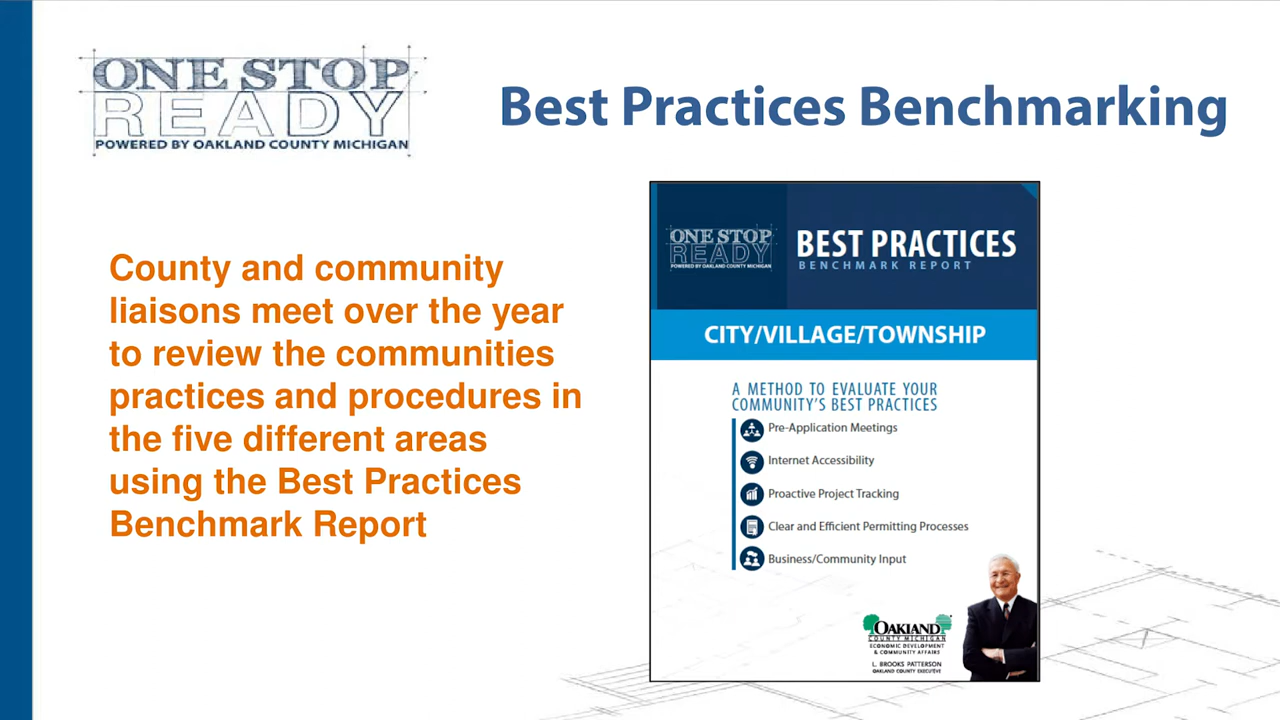 ONE STOP
READY
POWERED BY OAKLAND COUNTY MICHIGAN
Best Practices Benchmarking
County and community
liaisons meet over the year
to review the communities
practices and procedures in
the five different areas
using the Best Practices
Benchmark Report
ONE STOP
READY
POWERED BY OAKLAND COUNTY MICHIGAN
BEST PRACTICES
BENCHMARK REPORT
CITY/VILLAGE/TOWNSHIP
A METHOD TO EVALUATE YOUR
COMMUNITY'S BEST PRACTICES
Pre-Application Meetings
Internet Accessibility
Proactive Project Tracking
Clear and Efficient Permitting Processes
Business/Community Input
OAKLAND
COUNTY MICHIGAN
ECONOMIC DEVELOPMENT
& COMMUNITY AFFAIRS
L. BROOKS PATTERSON
OAKLAND COUNTY EXECUTIVE